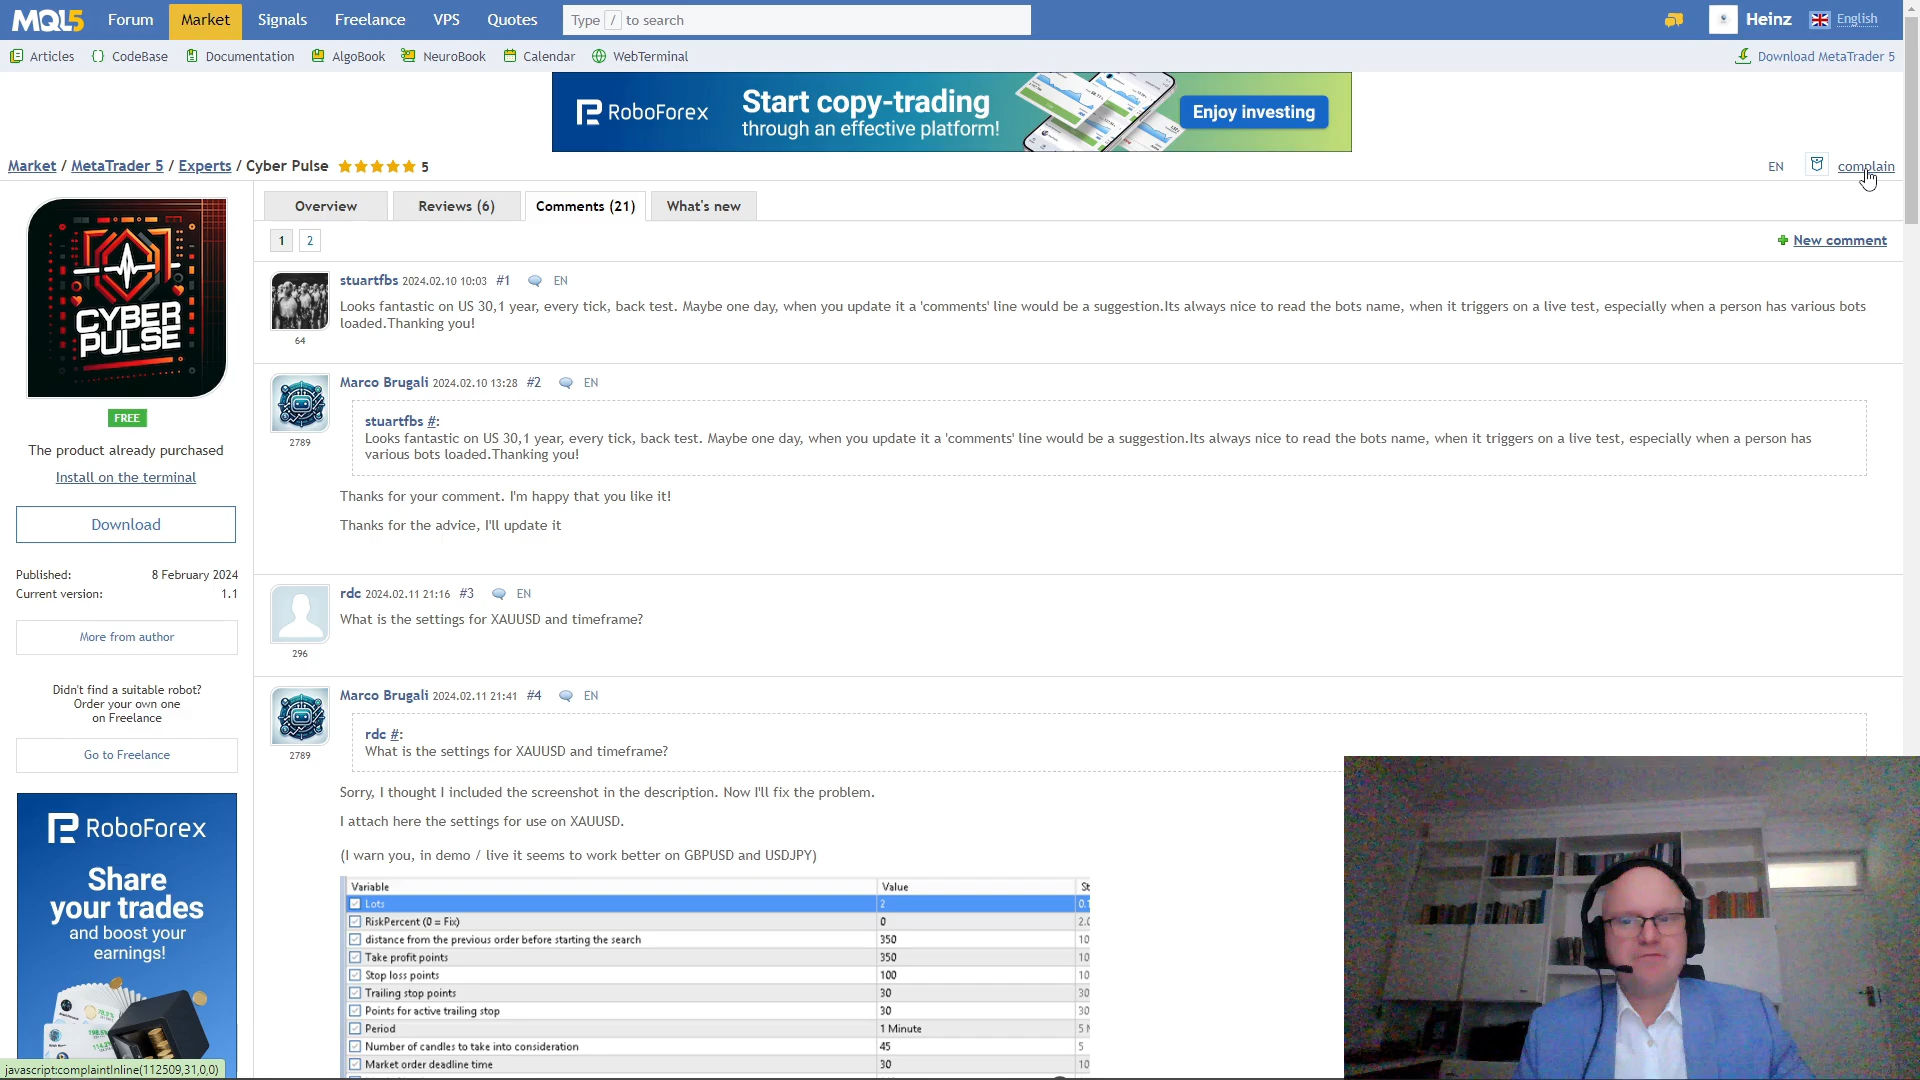 MQL5 Forum Market Signals Freelance VPS Quotes Type / to search Heinz English
Articles CodeBase Documentation AlgoBook NeuroBook Calendar WebTerminal Download MetaTrader 5
RoboForex Start copy-trading through an effective platform! Enjoy investing
Market / MetaTrader 5 / Experts / Cyber Pulse 5 EN complain
CYBER
PULSE
FREE
The product already purchased
Install on the terminal
Download
Published: 8 February 2024
Current version: 1.1
More from author
Didn't find a suitable robot?
Order your own one
on Freelance
Go to Freelance
RoboForex
Share
your trades
and boost your
earnings!
javascript:complaintInline(112509,31,0,0)
Overview Reviews (6) Comments (21) What's new
1 2 New comment
stuartfbs 2024.02.10 10:03 #1 EN
Looks fantastic on US 30,1 year, every tick, back test. Maybe one day, when you update it a 'comments' line would be a suggestion.Its always nice to read the bots name, when it triggers on a live test, especially when a person has various bots
loaded.Thanking you!
64
Marco Brugali 2024.02.10 13:28 #2 EN
2789
stuartfbs #:
Looks fantastic on US 30,1 year, every tick, back test. Maybe one day, when you update it a 'comments' line would be a suggestion.Its always nice to read the bots name, when it triggers on a live test, especially when a person has
various bots loaded.Thanking you!
Thanks for your comment. I'm happy that you like it!
Thanks for the advice, I'll update it
rdc 2024.02.11 21:16 #3 EN
What is the settings for XAUUSD and timeframe?
296
Marco Brugali 2024.02.11 21:41 #4 EN
2789
rdc #:
What is the settings for XAUUSD and timeframe?
Sorry, I thought I included the screenshot in the description. Now I'll fix the problem.
I attach here the settings for use on XAUUSD.
(I warn you, in demo / live it seems to work better on GBPUSD and USDJPY)
Variable Value St
Lots 2 0.1
RiskPercent (0 = Fix) 0 2.0
distance from the previous order before starting the search 350 10
Take profit points 350 10
Stop loss points 100 10
Trailing stop points 30 30
Points for active trailing stop 30 30
Period 1 Minute 5
Number of candles to take into consideration 45 5
Market order deadline time 30 10